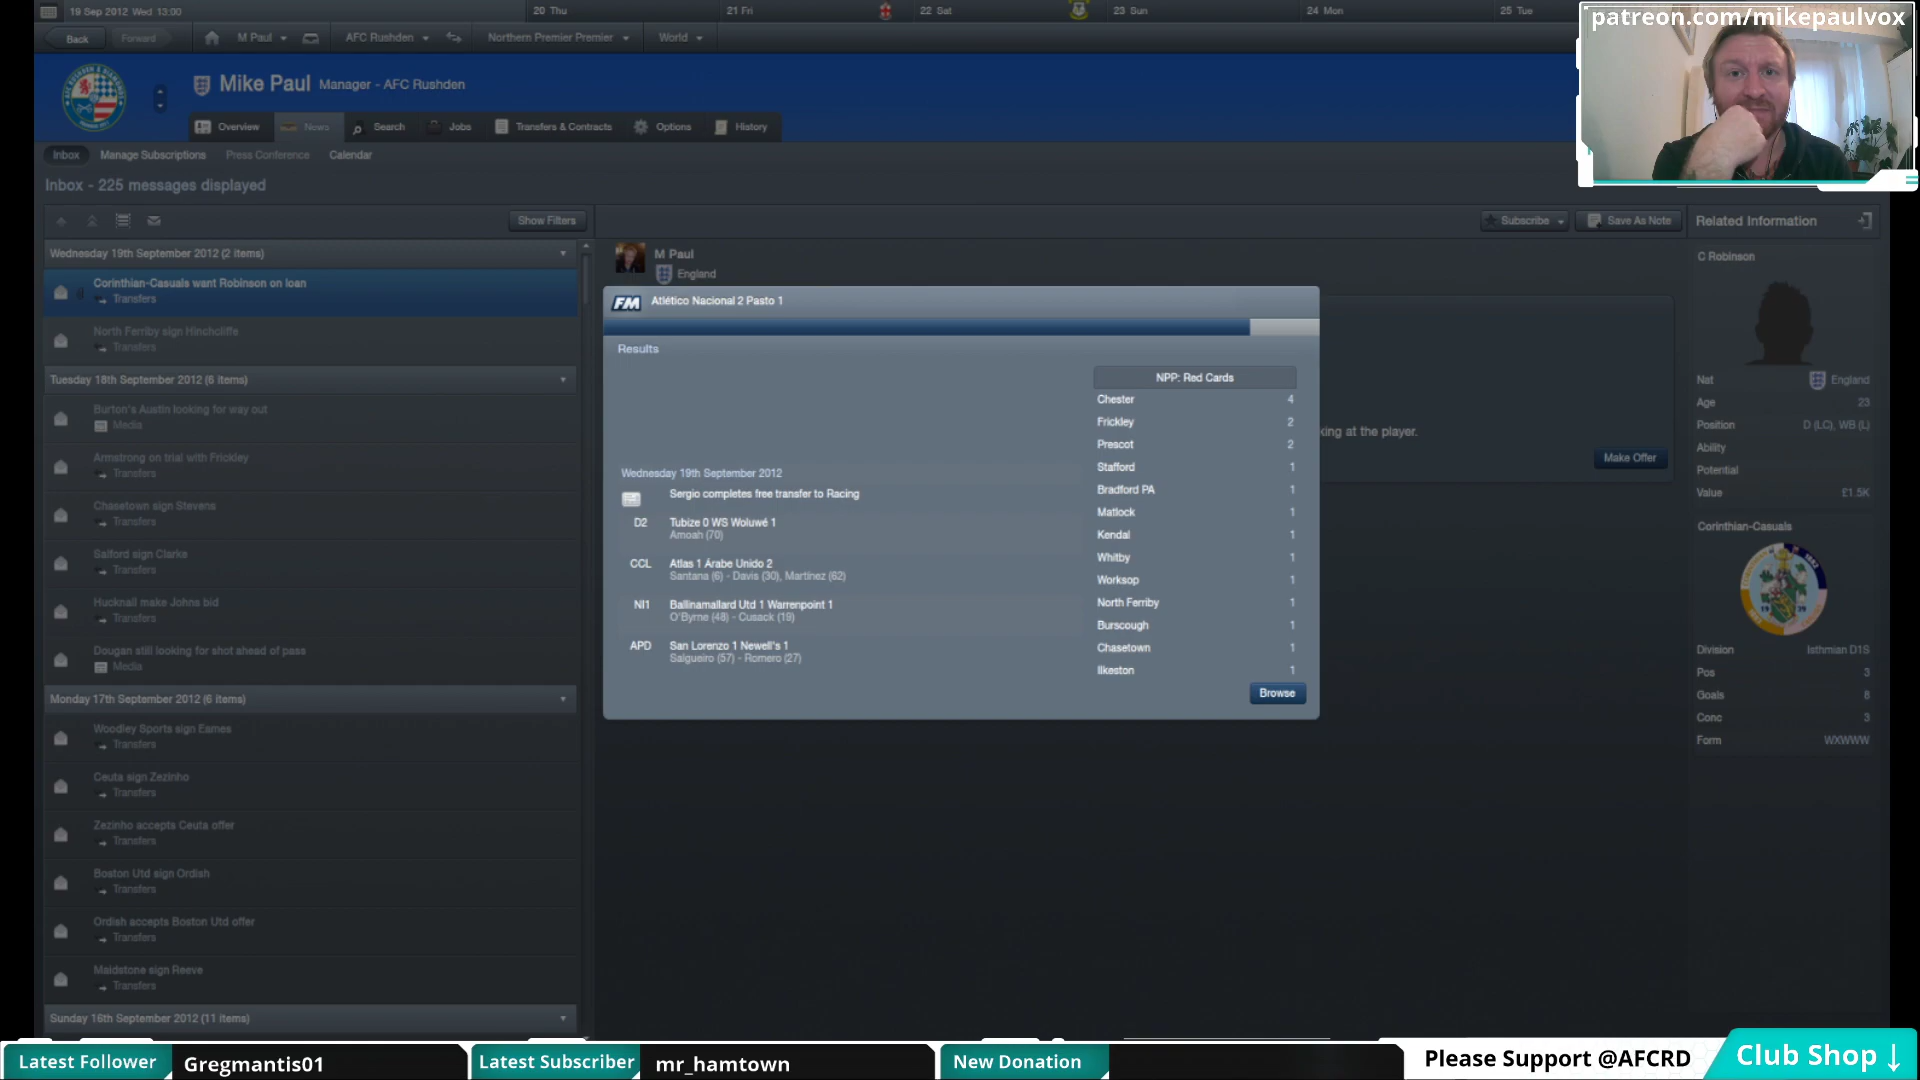 19 Sep 2012 Wed 13:00
20 Thu
21 Fri
22 Sat
23 Sun
24 Mon
25 Tue
patreon.com/mikepaulvox
Back
Forward
M Paul
AFC Rushden
Northern Premier Premier
World
Mike Paul Manager - AFC Rushden
Overview
News
Search
Jobs
Transfers & Contracts
Options
History
Inbox
Manage Subscriptions
Press Conference
Calendar
Inbox - 225 messages displayed
Show Filters
Subscribe
Save As Note
Related Information
Wednesday 19th September 2012 (2 items)
Corinthian-Casuals want Robinson on loan
Transfers
North Ferriby sign Hinchcliffe
Transfers
Tuesday 18th September 2012 (6 items)
Burton's Austin looking for way out
Media
Armstrong on trial with Frickley
Transfers
Chasetown sign Stevens
Transfers
Salford sign Clarke
Transfers
Hucknall make Johns bid
Transfers
Dougan still looking for shot ahead of pass
Media
Monday 17th September 2012 (6 items)
Woodley Sports sign Eames
Transfers
Ceuta sign Zezinho
Transfers
Zezinho accepts Ceuta offer
Transfers
Boston Utd sign Ordish
Transfers
Ordish accepts Boston Utd offer
Transfers
Maidstone sign Reeve
Transfers
Sunday 16th September 2012 (11 items)
M Paul
England
FM Atlético Nacional 2 Pasto 1
Results
Wednesday 19th September 2012
Sergio completes free transfer to Racing
D2 Tubize 0 WS Woluwé 1
Amoah (70)
CCL Atlas 1 Árabe Unido 2
Santana (6) - Davis (30), Martínez (62)
NI1 Ballinamallard Utd 1 Warrenpoint 1
O'Byrne (48) - Cusack (19)
APD San Lorenzo 1 Newell's 1
Salgueiro (57) - Romero (27)
NPP: Red Cards
Chester 4
Frickley 2
Prescot 2
Stafford 1
Bradford PA 1
Matlock 1
Kendal 1
Whitby 1
Worksop 1
North Ferriby 1
Burscough 1
Chasetown 1
Ilkeston 1
Browse
king at the player.
Make Offer
C Robinson
Nat England
Age 23
Position D (LC), WB (L)
Ability
Potential
Value £1.5K
Corinthian-Casuals
Division Isthmian D1S
Pos 3
Goals 8
Conc 3
Form WXWWW
Latest Follower
Gregmantis01
Latest Subscriber
mr_hamtown
New Donation
Please Support @AFCRD
Club Shop ↓